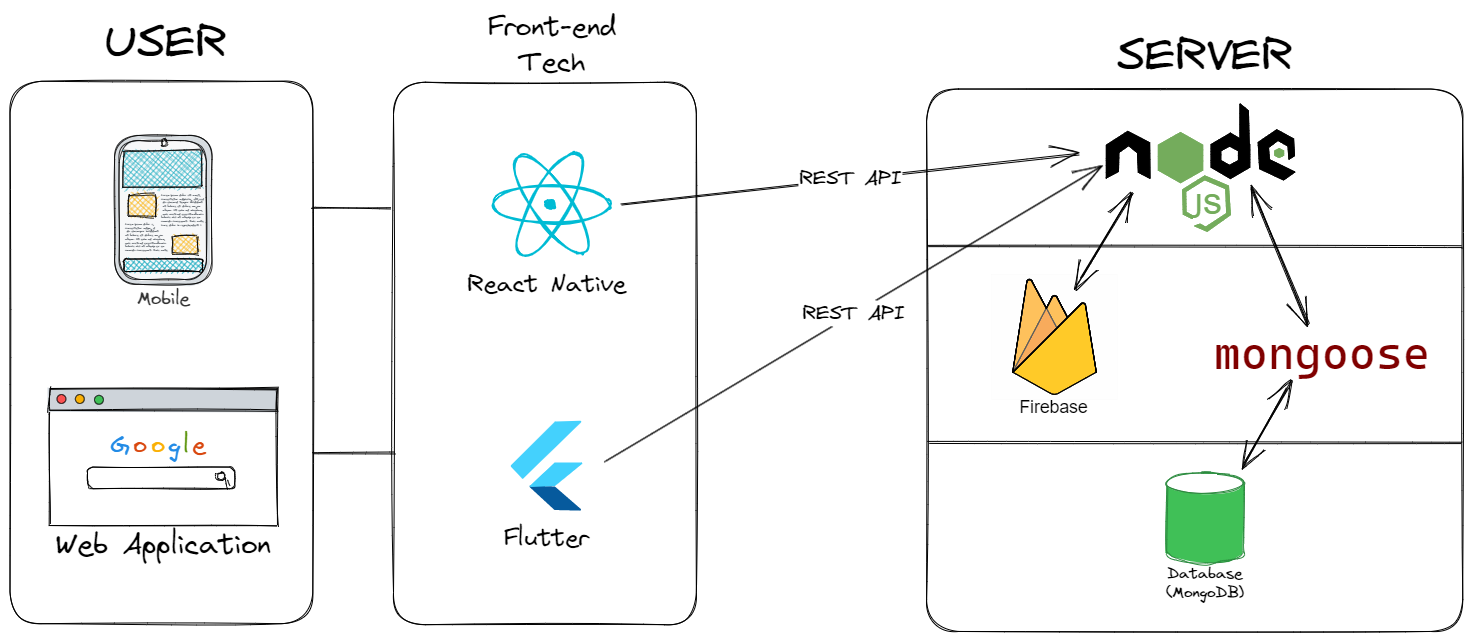 USER
Front-end
Tech
SERVER
node
JS
REST API
React Native
Mobile
REST API
mongoose
Firebase
Google
Flutter
Web Application
Database
(MongoDB)